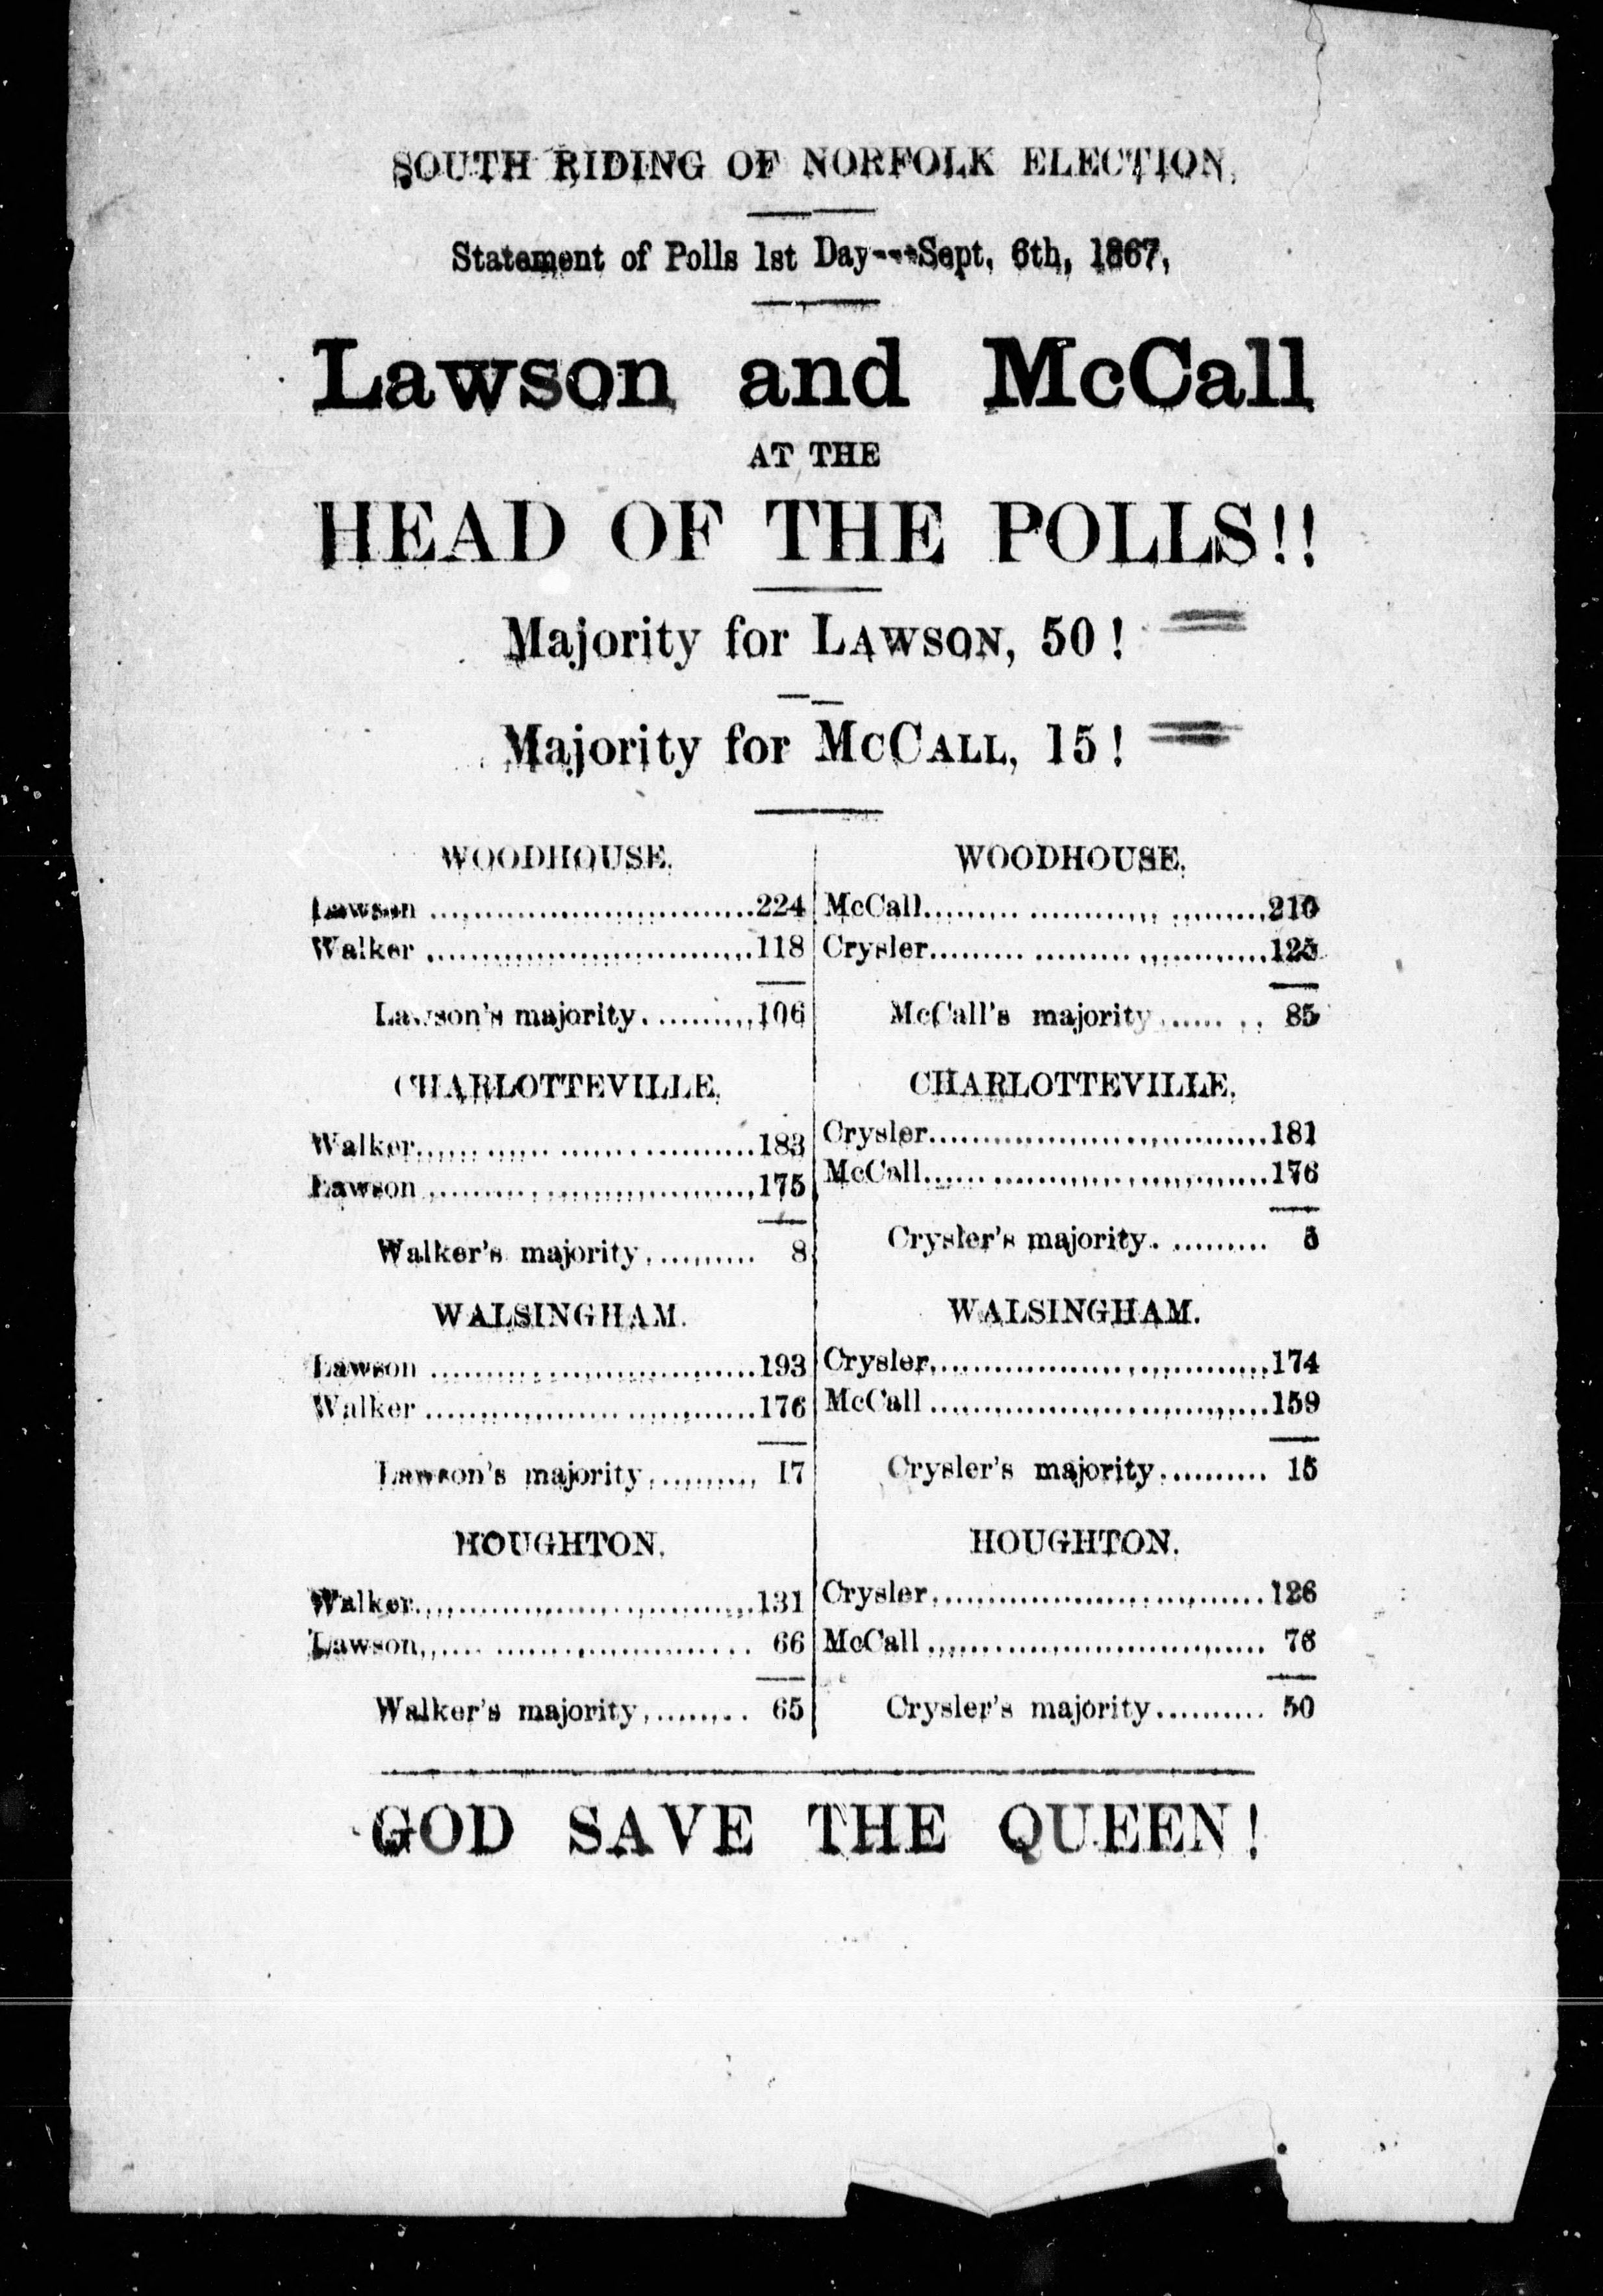 SOUTH RIDING OF NORFOLK ELECTION.
Statement of Polls 1st Day---Sept. 6th, 1867,
Lawson and McCall
AT THE
HEAD OF THE POLLS!!
Majority for LAWSON, 50!
Majority for MCCALL, 15!
WOODHOUSE.
Lawson ..............................224
Walker ..............................118
Lawson's majority...........106
CHARLOTTEVILLE.
Walker..............................183
Lawson..............................175
Walker's majority.......... 8
WALSINGHAM.
Lawson ..............................193
Walker ..............................176
Lawson's majority.......... 17
HOUGHTON.
Walker..............................131
Lawson.............................. 66
Walker's majority......... 65
WOODHOUSE.
McCall..............................210
Crysler..............................125
McCall's majority......... 85
CHARLOTTEVILLE.
Crysler..............................181
McCall..............................176
Crysler's majority.......... 5
WALSINGHAM.
Crysler..............................174
McCall ..............................159
Crysler's majority.......... 15
HOUGHTON.
Crysler..............................126
McCall .............................. 76
Crysler's majority.......... 50
GOD SAVE THE QUEEN!